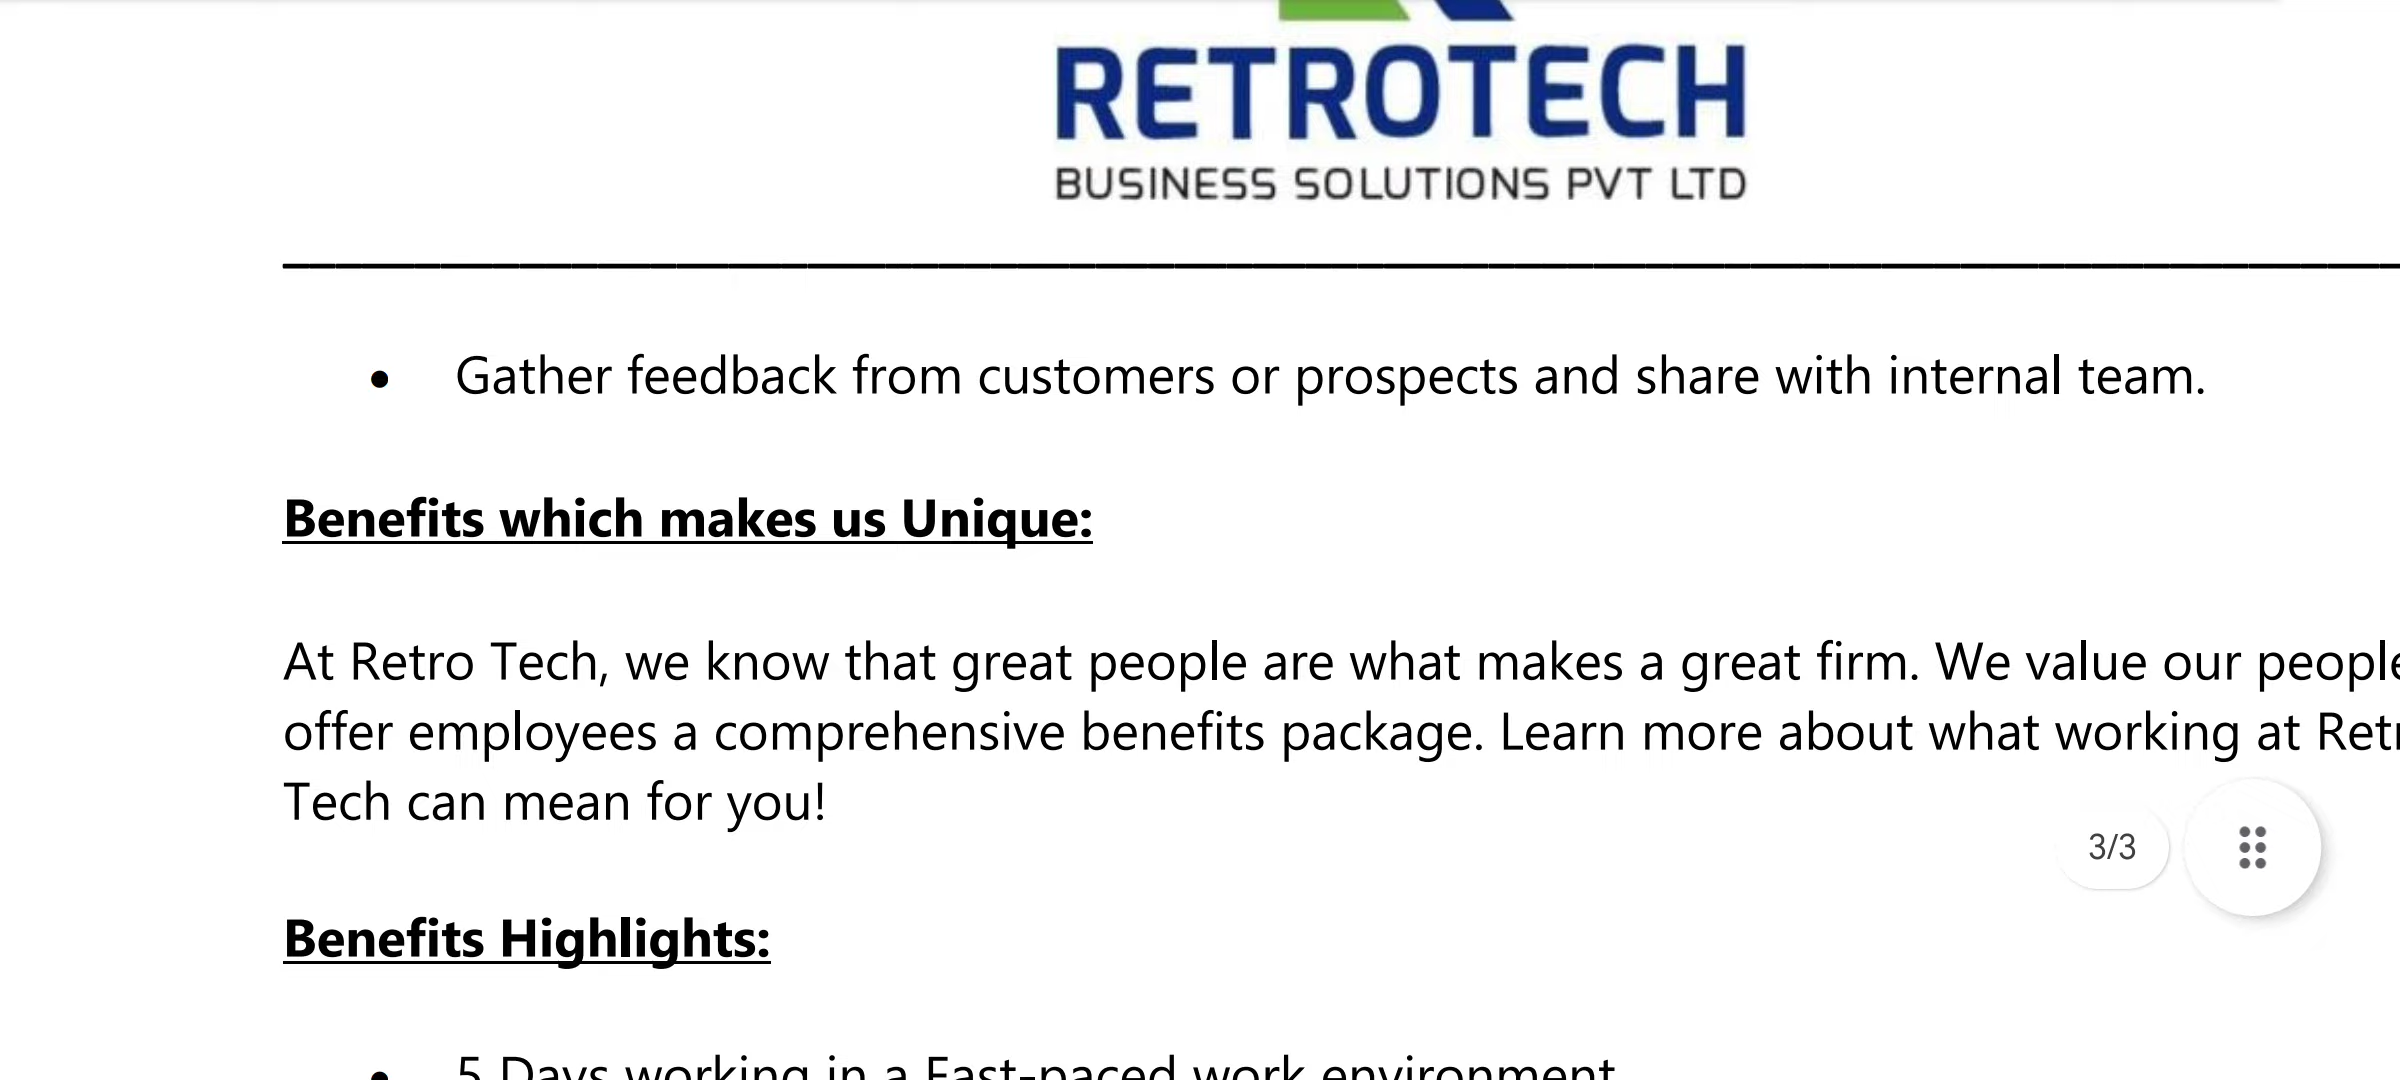 RETROTECH
BUSINESS SOLUTIONS PVT LTD
• Gather feedback from customers or prospects and share with internal team.
Benefits which makes us Unique:
At Retro Tech, we know that great people are what makes a great firm. We value our people
offer employees a comprehensive benefits package. Learn more about what working at Retr
Tech can mean for you!
3/3
Benefits Highlights:
• 5 Days working in a Fast-paced work environment